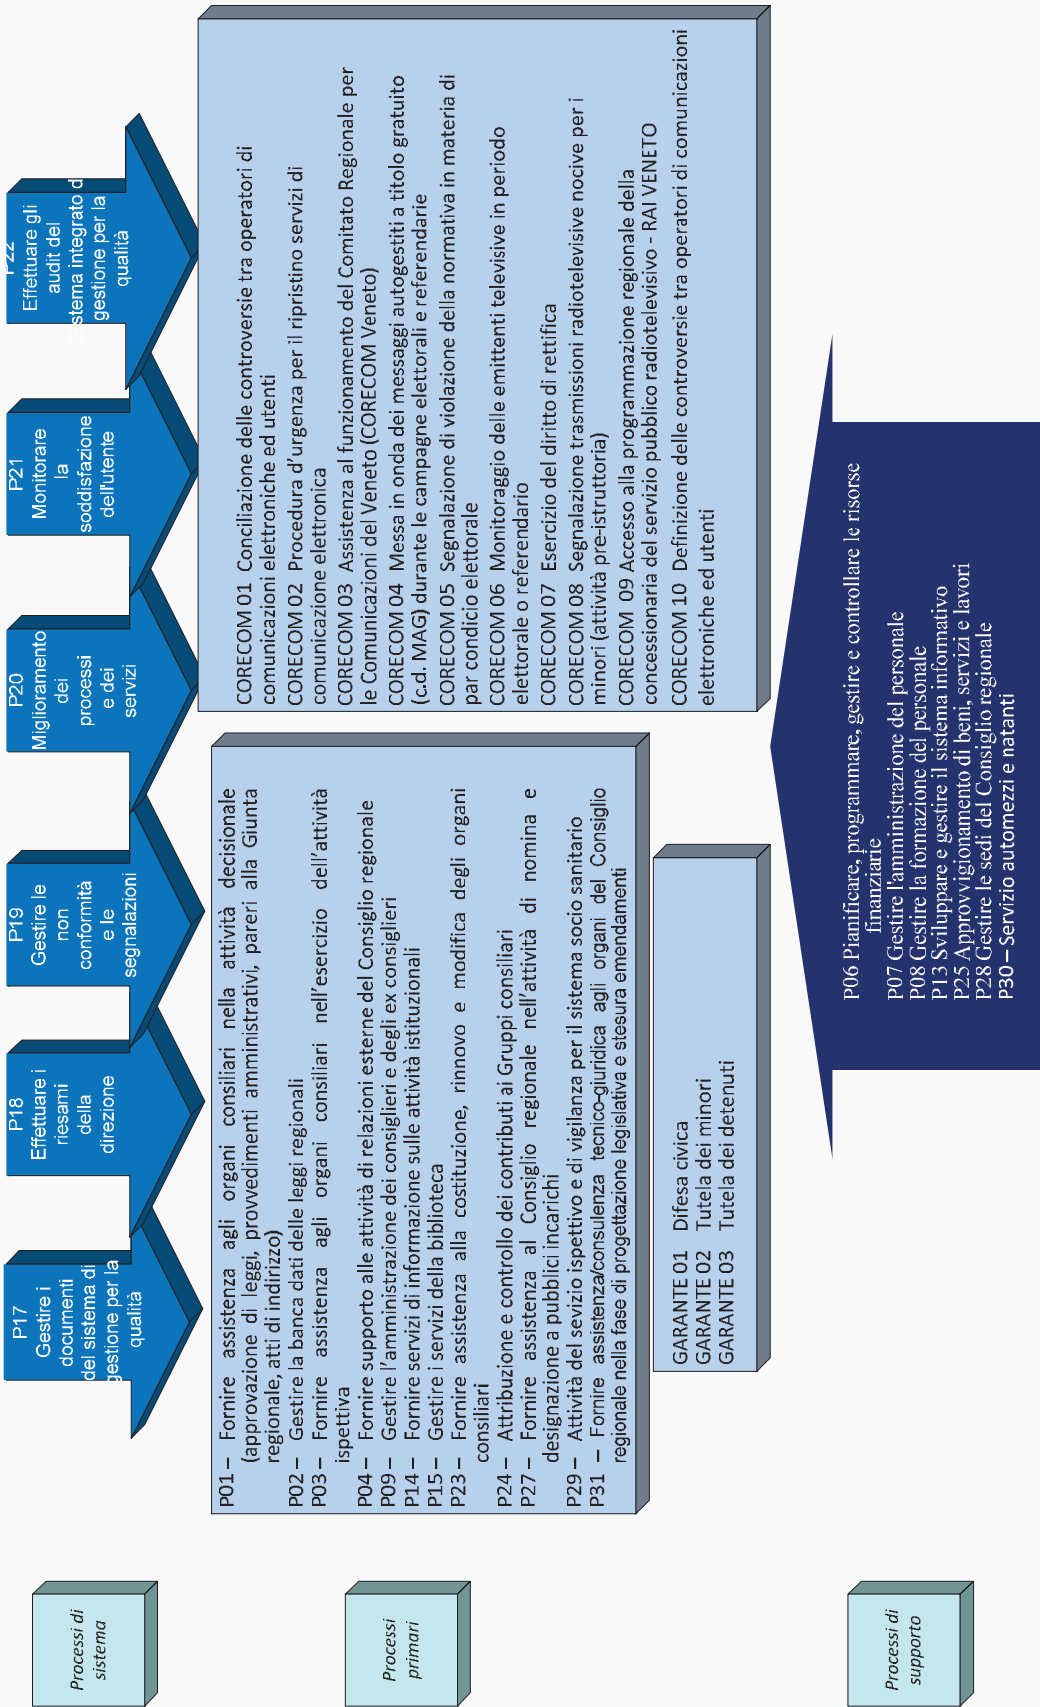 Processi di
sistema
P17
Gestire i
documenti
del sistema di
gestione per la
qualità
P18
Effettuare i
riesami
della
direzione
P19
Gestire le
non
conformità
e le
segnalazioni
P20
Miglioramento
dei
processi
e dei
servizi
P21
Monitorare
la
soddisfazione
dell'utente
P22
Effettuare gli
audit del
sistema integrato d
gestione per la
qualità
Processi
primari
P01 – Fornire assistenza agli organi consiliari nella attività decisionale
(approvazione di leggi, provvedimenti amministrativi, pareri alla Giunta
regionale, atti di indirizzo)
P02 – Gestire la banca dati delle leggi regionali
P03 – Fornire assistenza agli organi consiliari nell'esercizio dell'attività
ispettiva
P04 – Fornire supporto alle attività di relazioni esterne del Consiglio regionale
P09 – Gestire l'amministrazione dei consiglieri e degli ex consiglieri
P14 – Fornire servizi di informazione sulle attività istituzionali
P15 – Gestire i servizi della biblioteca
P23 – Fornire assistenza alla costituzione, rinnovo e modifica degli organi
consiliari
P24 – Attribuzione e controllo dei contributi ai Gruppi consiliari
P27 – Fornire assistenza al Consiglio regionale nell'attività di nomina e
designazione a pubblici incarichi
P29 – Attività del servizio ispettivo e di vigilanza per il sistema socio sanitario
P31 – Fornire assistenza/consulenza tecnico-giuridica agli organi del Consiglio
regionale nella fase di progettazione legislativa e stesura emendamenti
CORECOM 01 Conciliazione delle controversie tra operatori di
comunicazioni elettroniche ed utenti
CORECOM 02 Procedura d'urgenza per il ripristino servizi di
comunicazione elettronica
CORECOM 03 Assistenza al funzionamento del Comitato Regionale per
le Comunicazioni del Veneto (CORECOM Veneto)
CORECOM 04 Messa in onda dei messaggi autogestiti a titolo gratuito
(c.d. MAG) durante le campagne elettorali e referendarie
CORECOM 05 Segnalazione di violazione della normativa in materia di
par condicio elettorale
CORECOM 06 Monitoraggio delle emittenti televisive in periodo
elettorale o referendario
CORECOM 07 Esercizio del diritto di rettifica
CORECOM 08 Segnalazione trasmissioni radiotelevisive nocive per i
minori (attività pre-istruttoria)
CORECOM 09 Accesso alla programmazione regionale della
concessionaria del servizio pubblico radiotelevisivo - RAI VENETO
CORECOM 10 Definizione delle controversie tra operatori di comunicazioni
elettroniche ed utenti
GARANTE 01 Difesa civica
GARANTE 02 Tutela dei minori
GARANTE 03 Tutela dei detenuti
Processi di
supporto
P06 Pianificare, programmare, gestire e controllare le risorse
finanziarie
P07 Gestire l'amministrazione del personale
P08 Gestire la formazione del personale
P13 Sviluppare e gestire il sistema informativo
P25 Approvvigionamento di beni, servizi e lavori
P28 Gestire le sedi del Consiglio regionale
P30 – Servizio automezzi e natanti